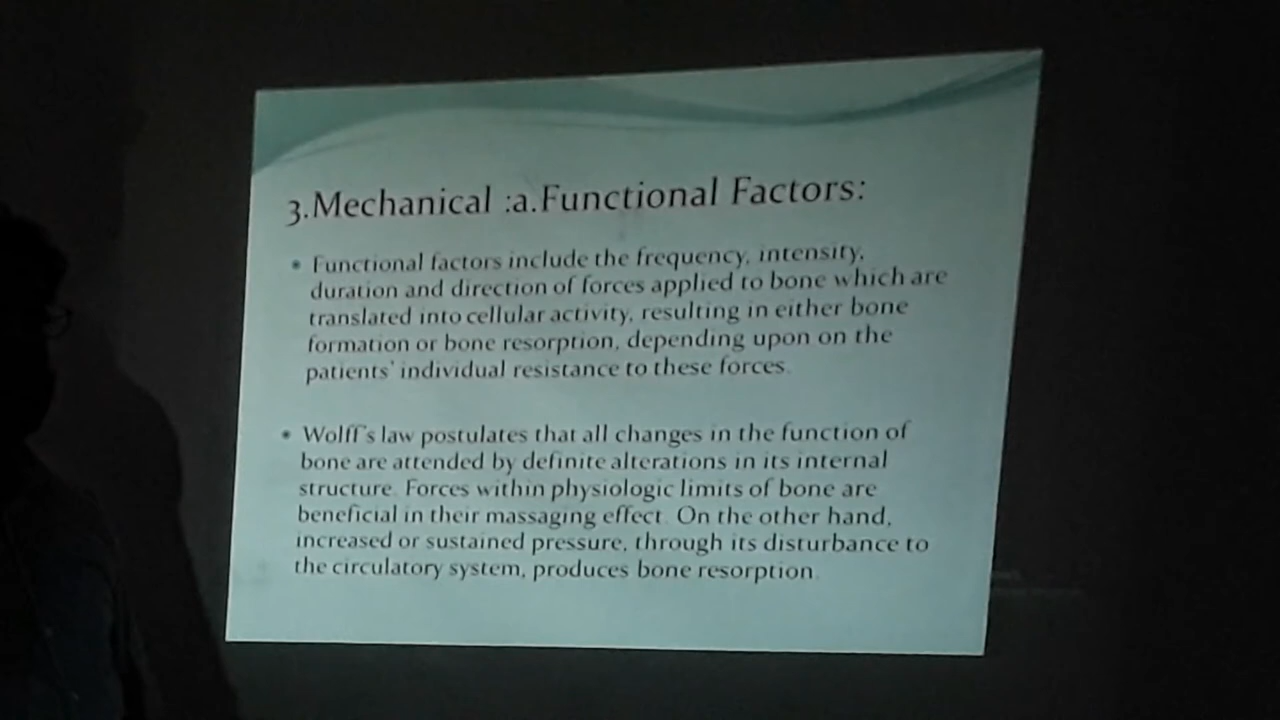 3.Mechanical :a.Functional Factors:
• Functional factors include the frequency, intensity,
duration and direction of forces applied to bone which are
translated into cellular activity, resulting in either bone
formation or bone resorption, depending upon on the
patients' individual resistance to these forces.
• Wolff's law postulates that all changes in the function of
bone are attended by definite alterations in its internal
structure. Forces within physiologic limits of bone are
beneficial in their massaging effect. On the other hand,
increased or sustained pressure, through its disturbance to
the circulatory system, produces bone resorption.